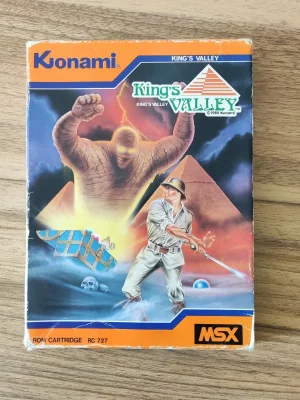 Konami
KING'S VALLEY
King's
VALLEY
KING'S VALLEY
© 1985 Konami
ROM CARTRIDGE RC 727
MSX